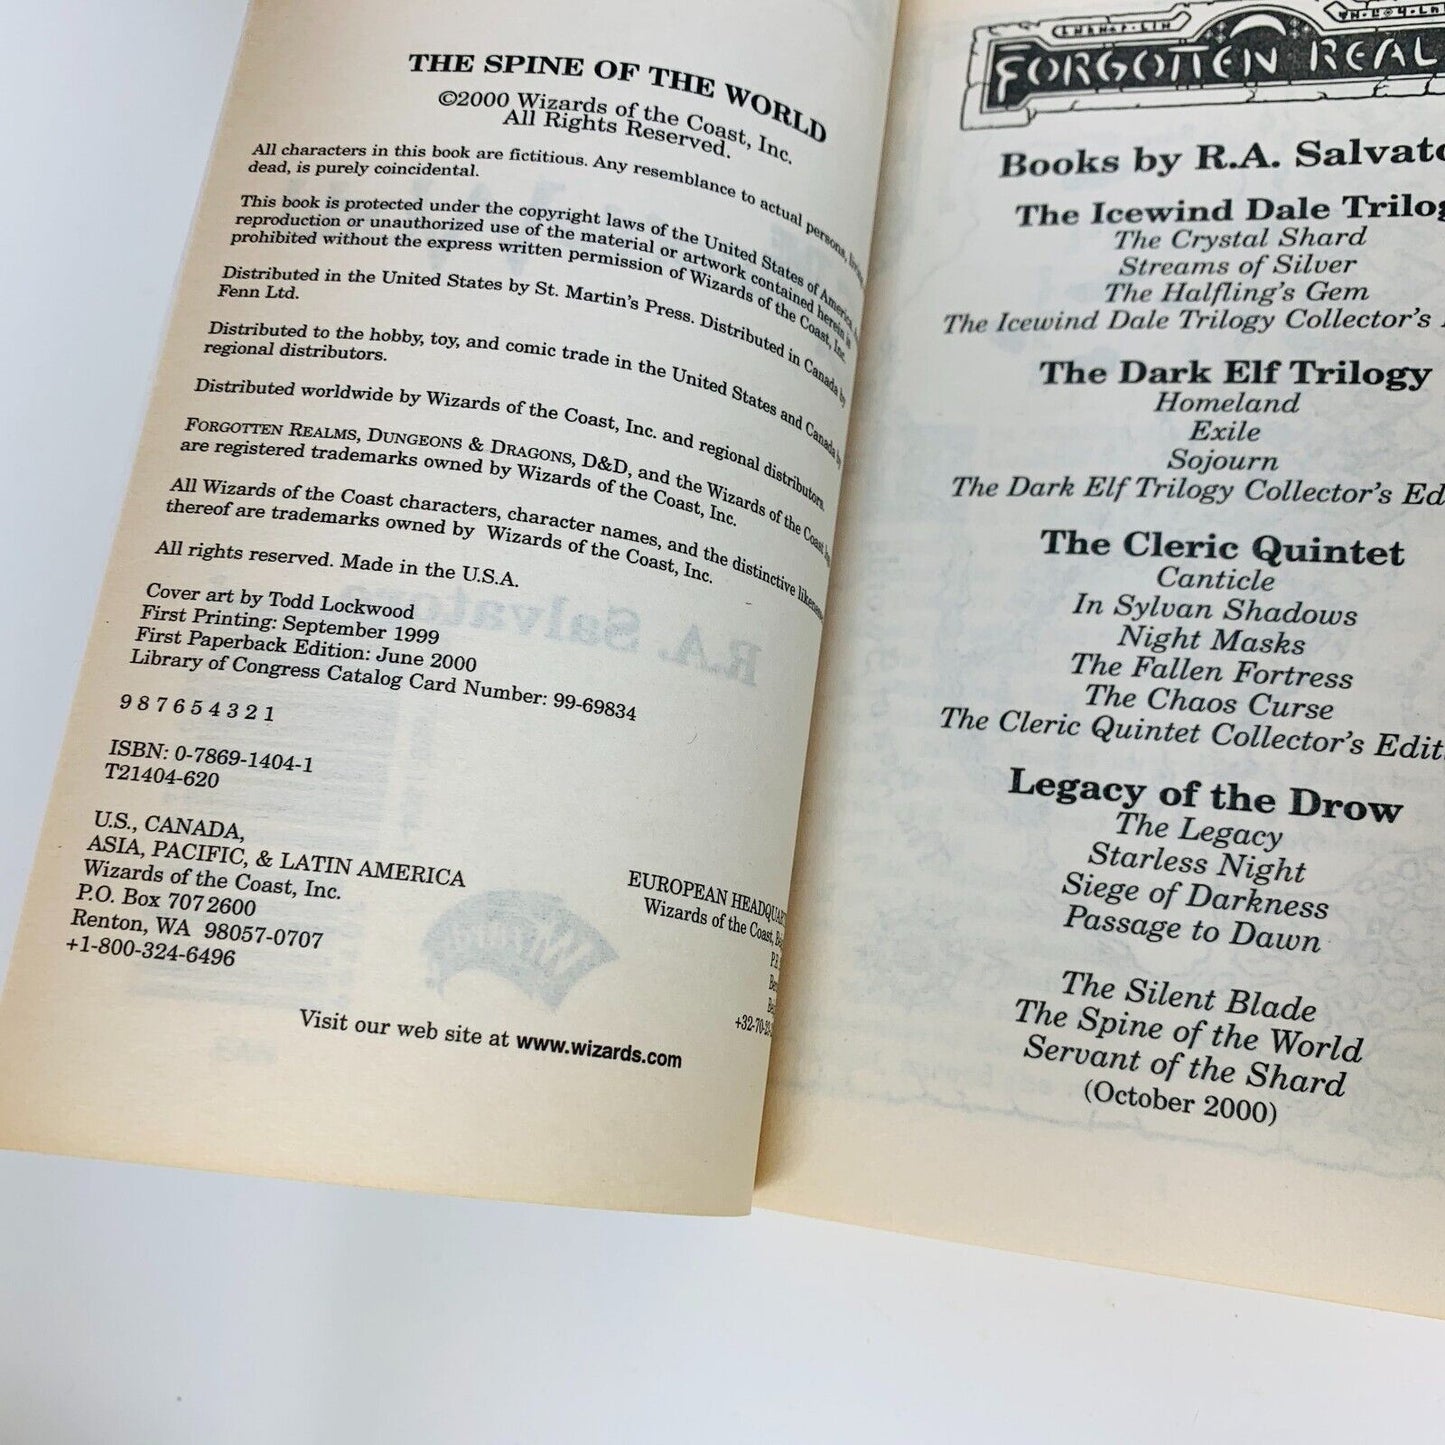 THE SPINE OF THE WORLD
©2000 Wizards of the Coast, Inc.
All Rights Reserved.
All characters in this book are fictitious. Any resemblance to actual persons, living
dead, is purely coincidental.
This book is protected under the copyright laws of the United States of America.
reproduction or unauthorized use of the material or artwork contained herein is
prohibited without the express written permission of Wizards of the Coast, Inc.
Distributed in the United States by St. Martin's Press. Distributed in Canada by
Fenn Ltd.
Distributed to the hobby, toy, and comic trade in the United States and Canada by
regional distributors.
Distributed worldwide by Wizards of the Coast, Inc. and regional distributors.
FORGOTTEN REALMS, DUNGEONS & DRAGONS, D&D, and the Wizards of the Coast logo
are registered trademarks owned by Wizards of the Coast, Inc.
All Wizards of the Coast characters, character names, and the distinctive likenesses
thereof are trademarks owned by Wizards of the Coast, Inc.
All rights reserved. Made in the U.S.A.
Cover art by Todd Lockwood
First Printing: September 1999
First Paperback Edition: June 2000
Library of Congress Catalog Card Number: 99-69834
9 8 7 6 5 4 3 2 1
ISBN: 0-7869-1404-1
T21404-620
U.S., CANADA,
ASIA, PACIFIC, & LATIN AMERICA
Wizards of the Coast, Inc.
P.O. Box 707 2600
Renton, WA 98057-0707
+1-800-324-6496
EUROPEAN HEADQUART
Wizards of the Coast, Be
P.B.
Be
+32-70-23-
Visit our web site at www.wizards.com
FORGOTTEN REAL
Books by R.A. Salvato
The Icewind Dale Trilog
The Crystal Shard
Streams of Silver
The Halfling's Gem
The Icewind Dale Trilogy Collector's
The Dark Elf Trilogy
Homeland
Exile
Sojourn
The Dark Elf Trilogy Collector's Ed
The Cleric Quintet
Canticle
In Sylvan Shadows
Night Masks
The Fallen Fortress
The Chaos Curse
The Cleric Quintet Collector's Edit
Legacy of the Drow
The Legacy
Starless Night
Siege of Darkness
Passage to Dawn
The Silent Blade
The Spine of the World
Servant of the Shard
(October 2000)